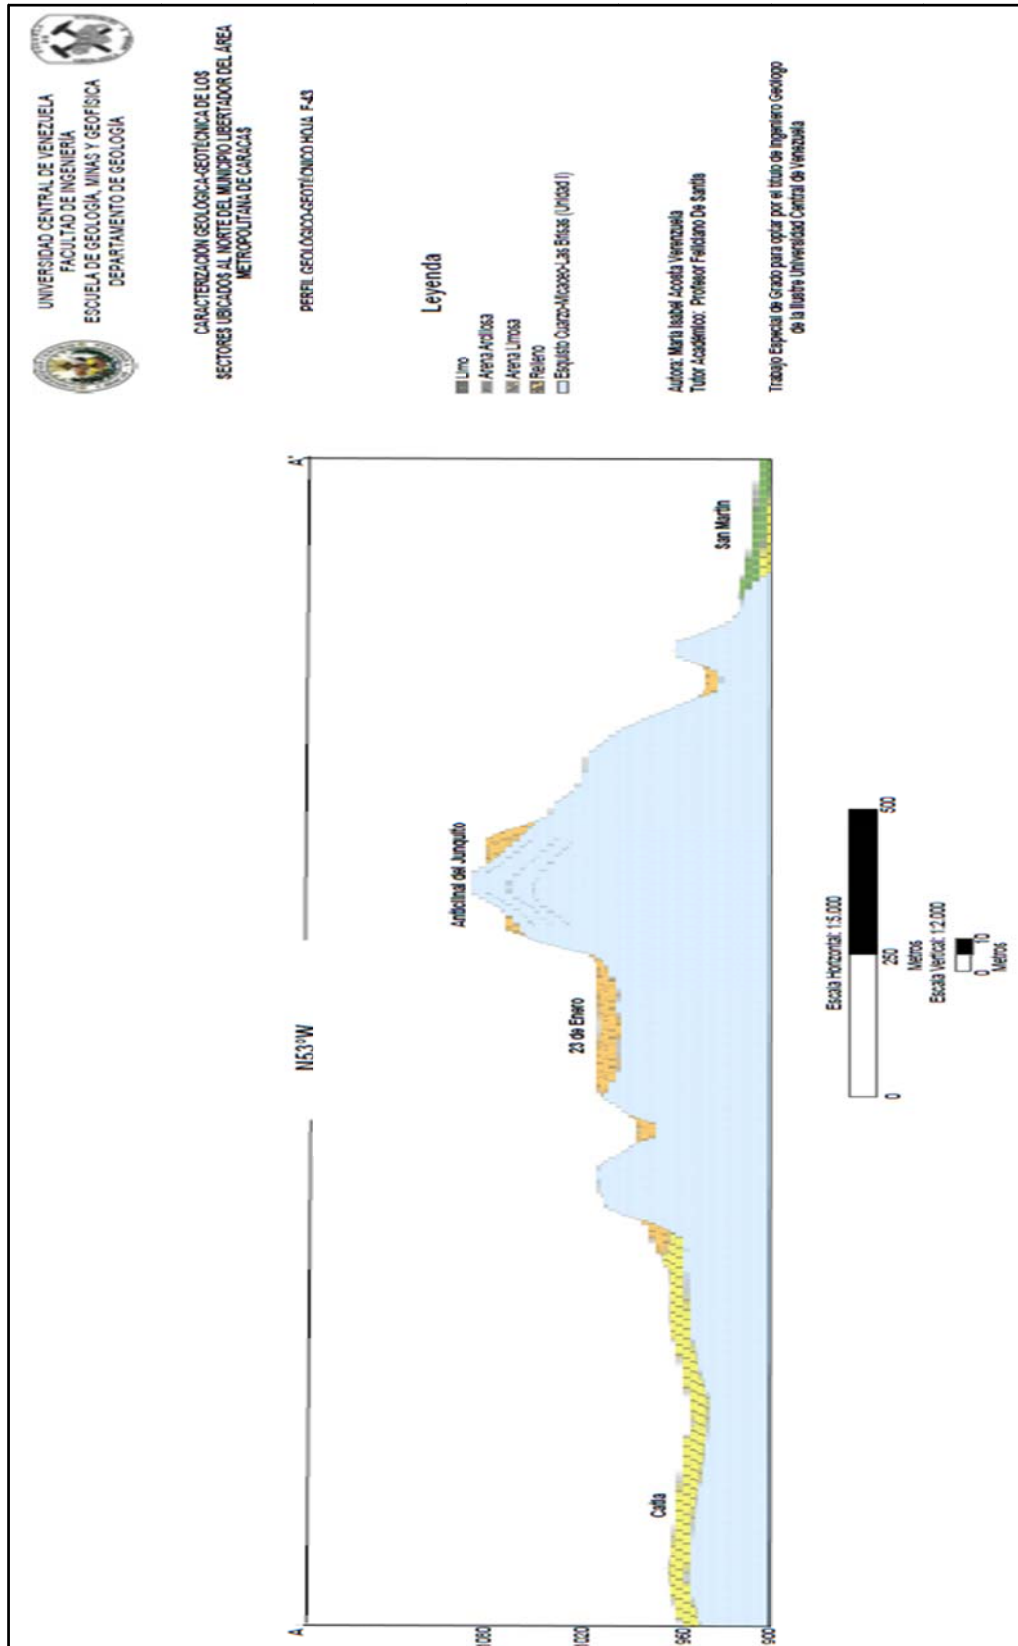 UNIVERSIDAD CENTRAL DE VENEZUELA
FACULTAD DE INGENIERÍA
ESCUELA DE GEOLOGÍA, MINAS Y GEOFÍSICA
DEPARTAMENTO DE GEOLOGÍA
CARACTERIZACIÓN GEOLÓGICA-GEOTÉCNICA DE LOS
SECTORES UBICADOS AL NORTE DEL MUNICIPIO LIBERTADOR DEL ÁREA
METROPOLITANA DE CARACAS
PERFIL GEOLÓGICO-GEOTÉCNICO HOJA F-43
Leyenda
Limo
Arena Arcillosa
Arena Limosa
Relleno
Esquisto Cuarzo-Micaceo-Las Brisas (Unidad I)
Autora: María Isabel Acosta Verenzuela
Tutor Académico: Profesor Feliciano De Santis
Trabajo Especial de Grado para optar por el título de Ingeniero Geólogo
de la Ilustre Universidad Central de Venezuela
A
N53°W
A'
1080
1020
960
900
Catia
23 de Enero
Anticlinal del Junquito
San Martín
Escala Horizontal: 1:5.000
0 250 500
Metros
Escala Vertical: 1:2.000
0 10
Metros